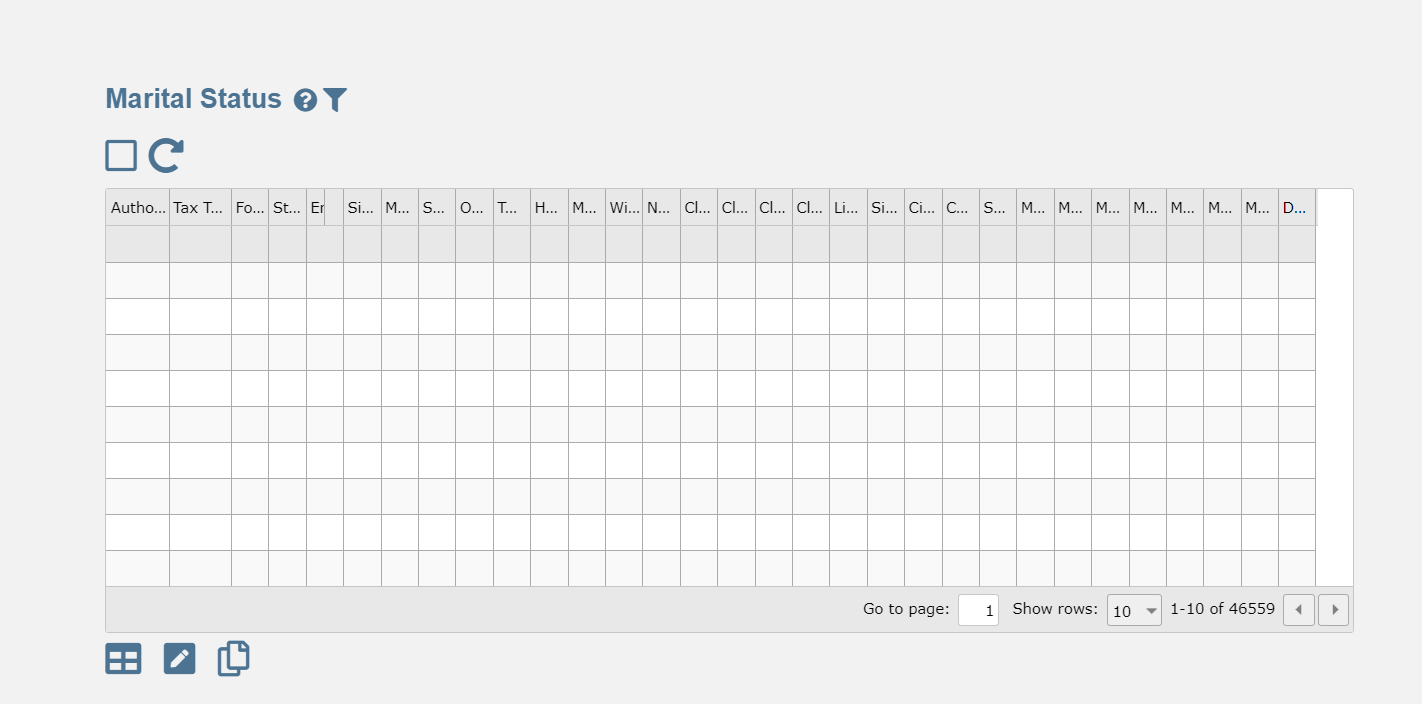 Marital Status
Autho... Tax T... Fo... St... Er Si... M... S... O... T... H... M... Wi... N... Cl... Cl... Cl... Cl... Li... Si... Ci... C... S... M... M... M... M... M... M... M... D...
Go to page: 1 Show rows: 10 1-10 of 46559